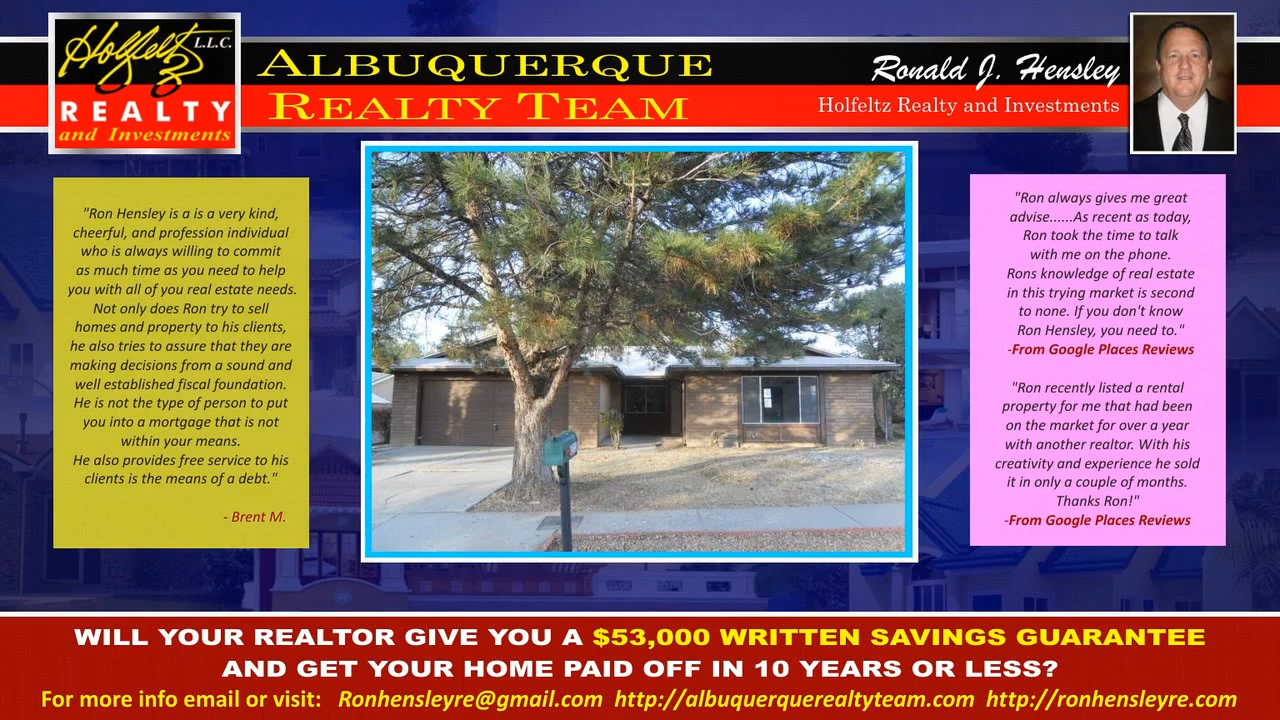 Holfeltz L.L.C.
REALTY
and Investments
ALBUQUERQUE
REALTY TEAM
Ronald J. Hensley
Holfeltz Realty and Investments
"Ron Hensley is a is a very kind,
cheerful, and profession individual
who is always willing to commit
as much time as you need to help
you with all of you real estate needs.
Not only does Ron try to sell
homes and property to his clients,
he also tries to assure that they are
making decisions from a sound and
well established fiscal foundation.
He is not the type of person to put
you into a mortgage that is not
within your means.
He also provides free service to his
clients is the means of a debt."
- Brent M.
"Ron always gives me great
advise......As recent as today,
Ron took the time to talk
with me on the phone.
Rons knowledge of real estate
in this trying market is second
to none. If you don't know
Ron Hensley, you need to."
-From Google Places Reviews
"Ron recently listed a rental
property for me that had been
on the market for over a year
with another realtor. With his
creativity and experience he sold
it in only a couple of months.
Thanks Ron!"
-From Google Places Reviews
WILL YOUR REALTOR GIVE YOU A $53,000 WRITTEN SAVINGS GUARANTEE
AND GET YOUR HOME PAID OFF IN 10 YEARS OR LESS?
For more info email or visit: Ronhensleyre@gmail.com http://albuquerquerealtyteam.com http://ronhensleyre.com